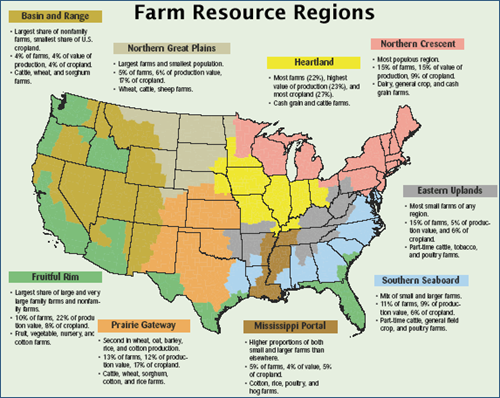 Farm Resource Regions
Basin and Range
• Largest share of nonfamily
farms, smallest share of U.S.
cropland.
• 4% of farms, 4% of value of
production, 4% of cropland.
• Cattle, wheat, and sorghum
farms.
Northern Great Plains
• Largest farms and smallest population.
• 5% of farms, 6% of production value,
17% of cropland.
• Wheat, cattle, sheep farms.
Heartland
• Most farms (22%), highest
value of production (23%), and
most cropland (27%).
• Cash grain and cattle farms.
Northern Crescent
• Most populous region.
• 15% of farms, 15% of value of
production, 9% of cropland.
• Dairy, general crop, and cash
grain farms.
Eastern Uplands
• Most small farms of any
region.
• 15% of farms, 5% of produc-
tion value, and 6% of
cropland.
• Part-time cattle, tobacco,
and poultry farms.
Southern Seaboard
• Mix of small and larger farms.
• 11% of farms, 9% of produc-
tion value, 6% of cropland.
• Part-time cattle, general field
crop, and poultry farms.
Fruitful Rim
• Largest share of large and very
large family farms and nonfam-
ily farms.
• 10% of farms, 22% of produc-
tion value, 8% of cropland.
• Fruit, vegetable, nursery, and
cotton farms.
Prairie Gateway
• Second in wheat, oat, barley,
rice, and cotton production.
• 13% of farms, 12% of produc-
tion value, 17% of cropland.
• Cattle, wheat, sorghum,
cotton, and rice farms.
Mississippi Portal
• Higher proportions of both
small and larger farms than
elsewhere.
• 5% of farms, 4% of value, 5%
of cropland.
• Cotton, rice, poultry, and
hog farms.